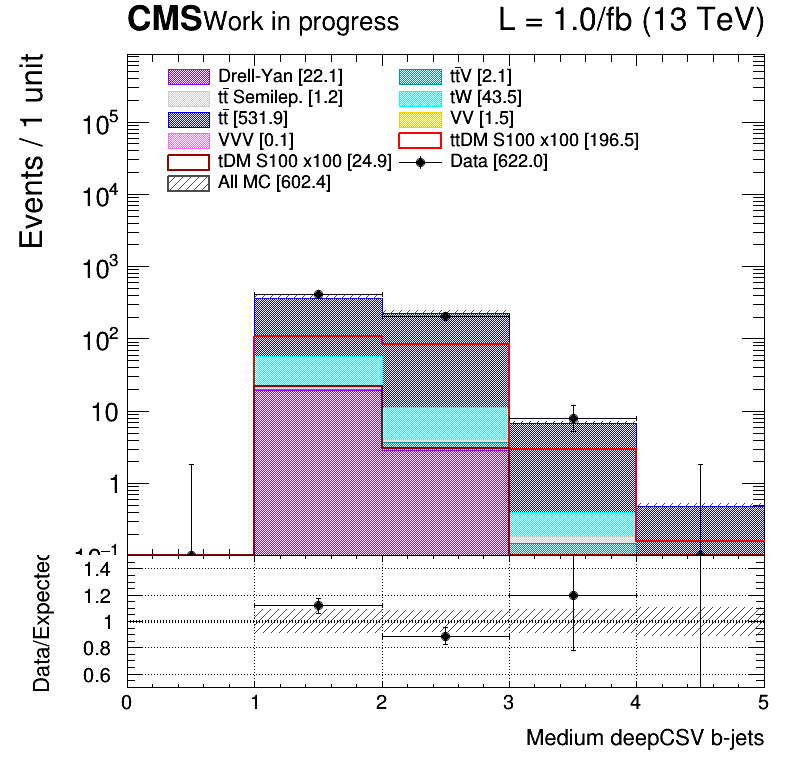 CMS Work in progress L = 1.0/fb (13 TeV)
Events / 1 unit
Drell-Yan [22.1] tt̄V [2.1]
tt̄ Semilep. [1.2] tW [43.5]
tt̄ [531.9] VV [1.5]
VVV [0.1] ttDM S100 x100 [196.5]
tDM S100 x100 [24.9] Data [622.0]
All MC [602.4]
10⁵
10⁴
10³
10²
10
1
10⁻¹
Data/Expected
1.4
1.2
1
0.8
0.6
0 1 2 3 4 5
Medium deepCSV b-jets